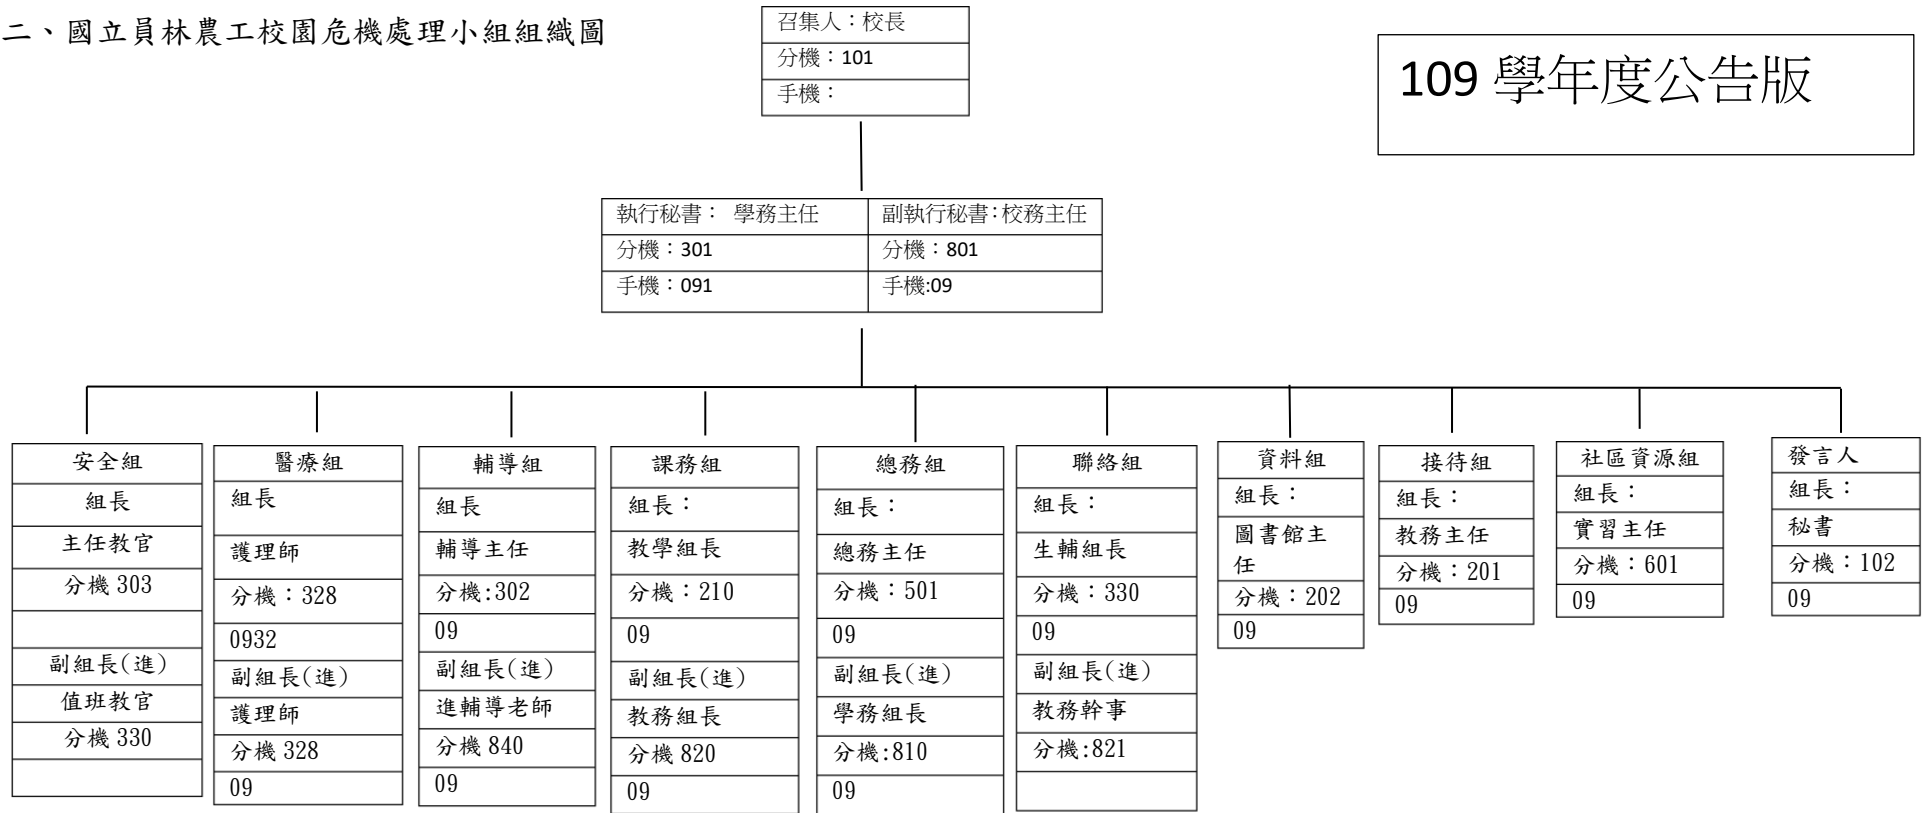 二、國立員林農工校園危機處理小組組織圖
109 學年度公告版
召集人：校長
分機：101
手機：
執行秘書： 學務主任
分機：301
手機：091
副執行秘書:校務主任
分機：801
手機:09
安全組
組長
主任教官
分機 303
副組長(進)
值班教官
分機 330
醫療組
組長
護理師
分機：328
0932
副組長(進)
護理師
分機 328
09
輔導組
組長
輔導主任
分機:302
09
副組長(進)
進輔導老師
分機 840
09
課務組
組長：
教學組長
分機：210
09
副組長(進)
教務組長
分機 820
09
總務組
組長：
總務主任
分機：501
09
副組長(進)
學務組長
分機:810
09
聯絡組
組長：
生輔組長
分機：330
09
副組長(進)
教務幹事
分機:821
資料組
組長：
圖書館主
任
分機：202
09
接待組
組長：
教務主任
分機：201
09
社區資源組
組長：
實習主任
分機：601
09
發言人
組長：
秘書
分機：102
09